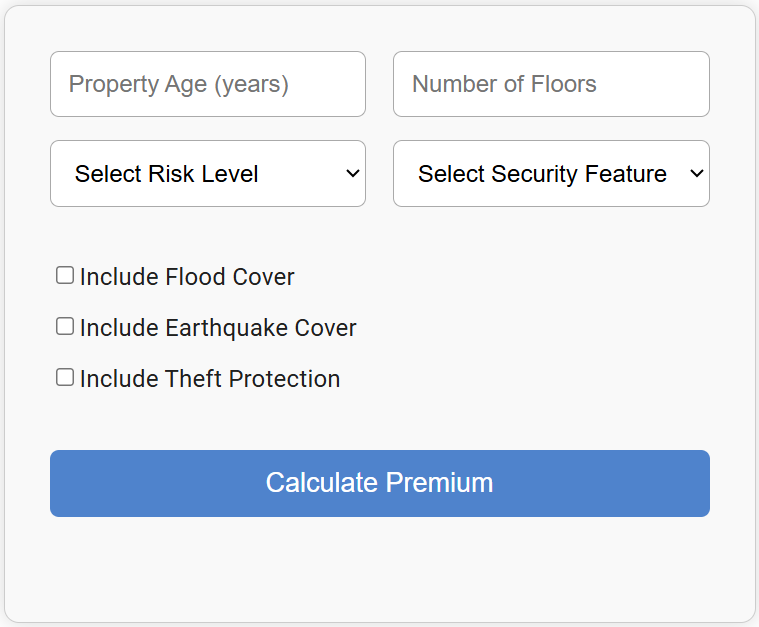 Property Age (years)
Number of Floors
Select Risk Level
Select Security Feature
Include Flood Cover
Include Earthquake Cover
Include Theft Protection
Calculate Premium